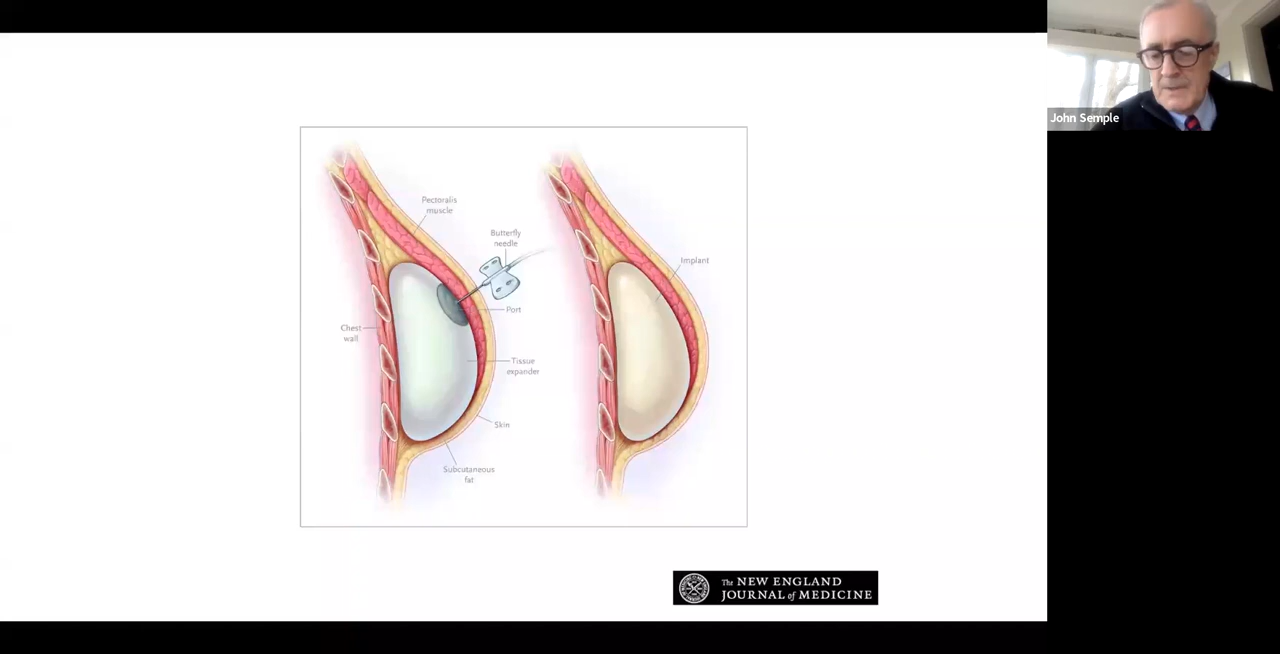 John Semple
Pectoralis
muscle
Butterfly
needle
Implant
Port
Chest
wall
Tissue
expander
Skin
Subcutaneous
fat
The NEW ENGLAND
JOURNAL of MEDICINE